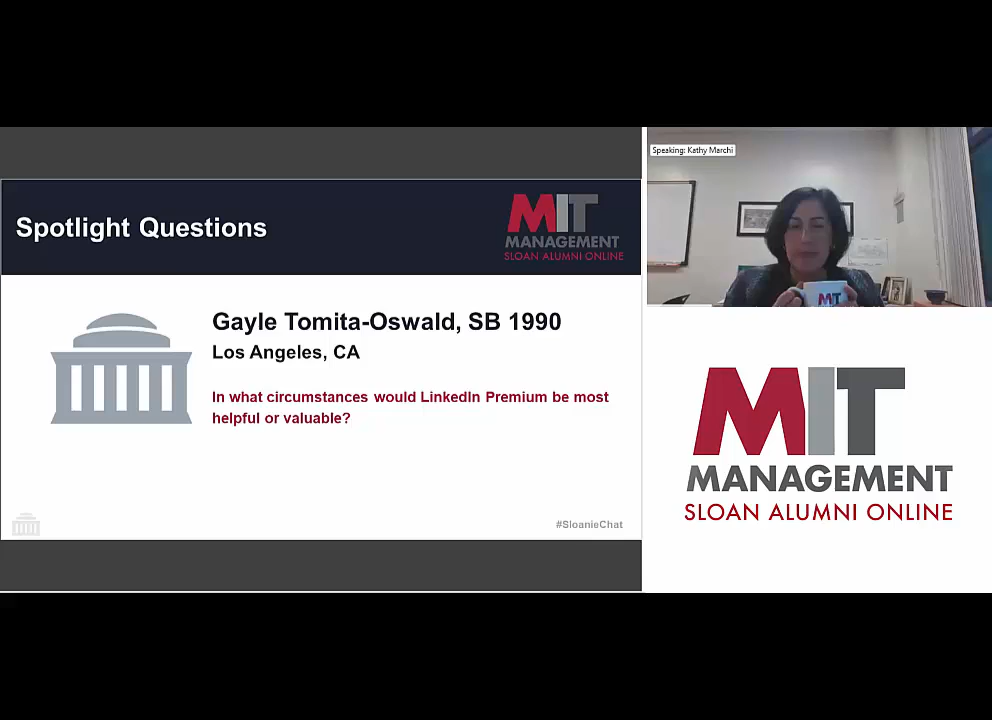 Spotlight Questions
MIT
MANAGEMENT
SLOAN ALUMNI ONLINE
Gayle Tomita-Oswald, SB 1990
Los Angeles, CA
In what circumstances would LinkedIn Premium be most
helpful or valuable?
#SloanieChat
Speaking: Kathy Marchi
MIT
MIT
MANAGEMENT
SLOAN ALUMNI ONLINE